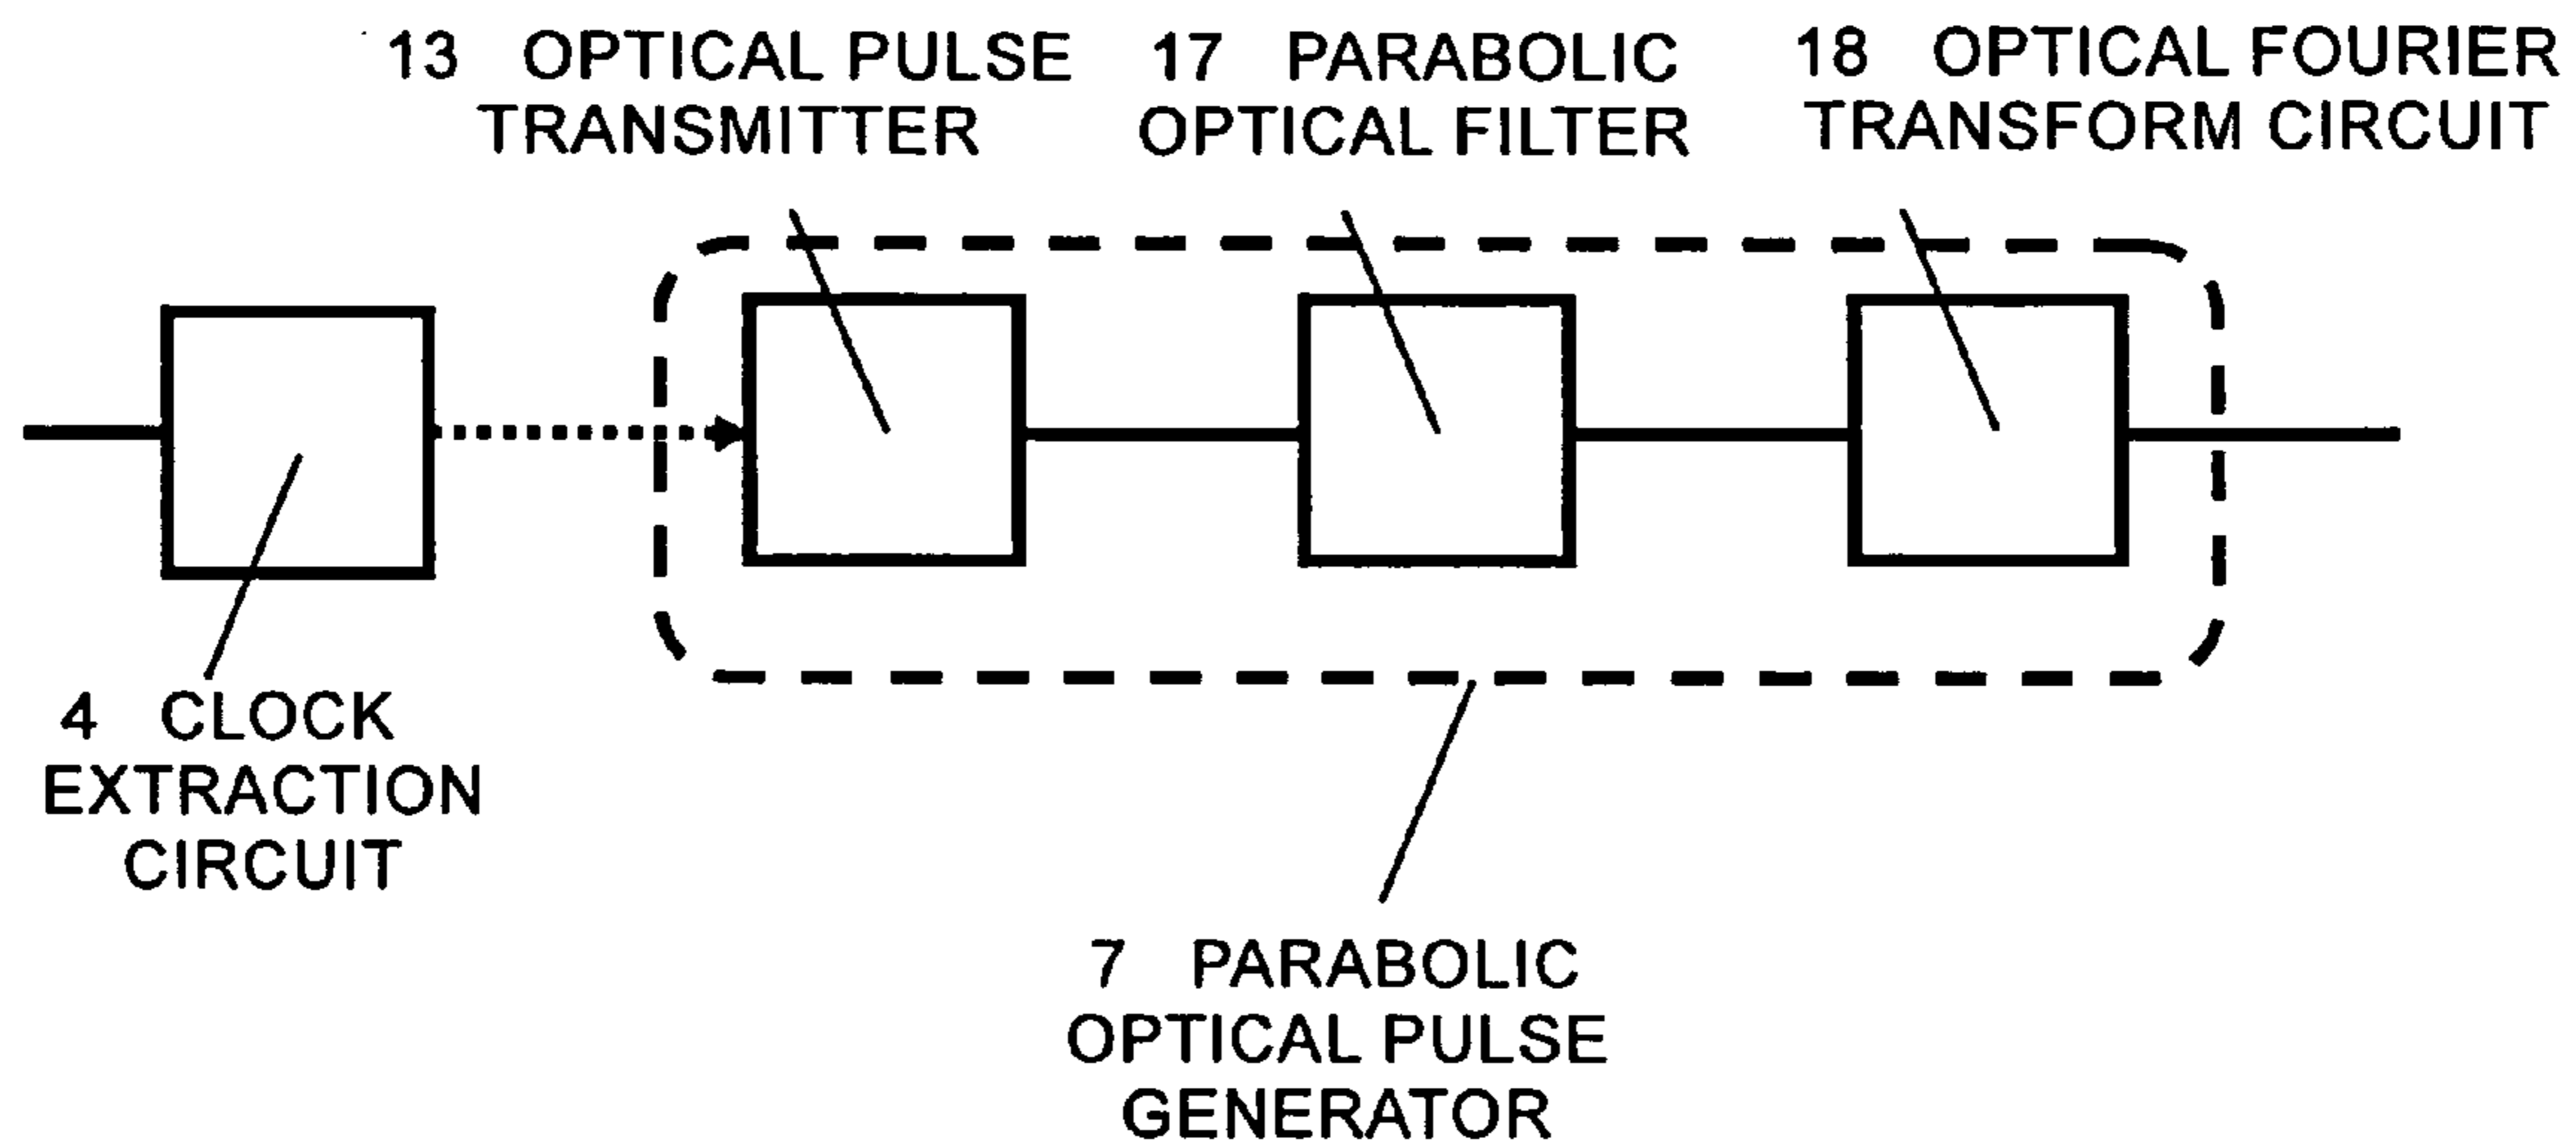 13 OPTICAL PULSE
TRANSMITTER
17 PARABOLIC
OPTICAL FILTER
18 OPTICAL FOURIER
TRANSFORM CIRCUIT
4 CLOCK
EXTRACTION
CIRCUIT
7 PARABOLIC
OPTICAL PULSE
GENERATOR